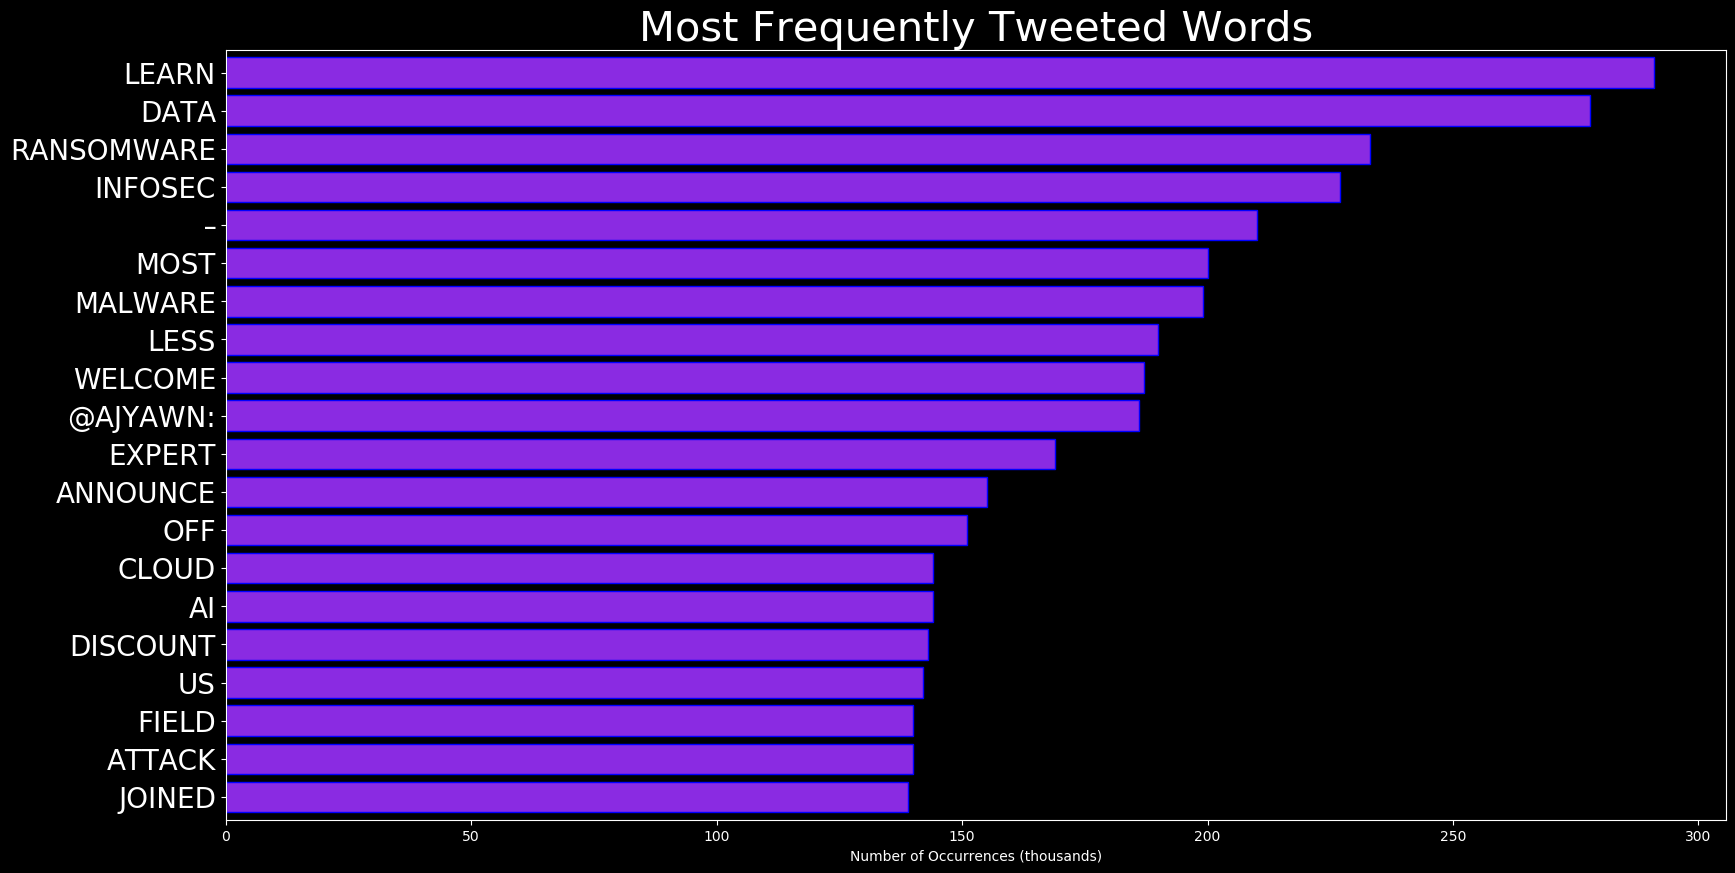 Most Frequently Tweeted Words
LEARN
DATA
RANSOMWARE
INFOSEC
–
MOST
MALWARE
LESS
WELCOME
@AJYAWN:
EXPERT
ANNOUNCE
OFF
CLOUD
AI
DISCOUNT
US
FIELD
ATTACK
JOINED
0 50 100 150 200 250 300
Number of Occurrences (thousands)